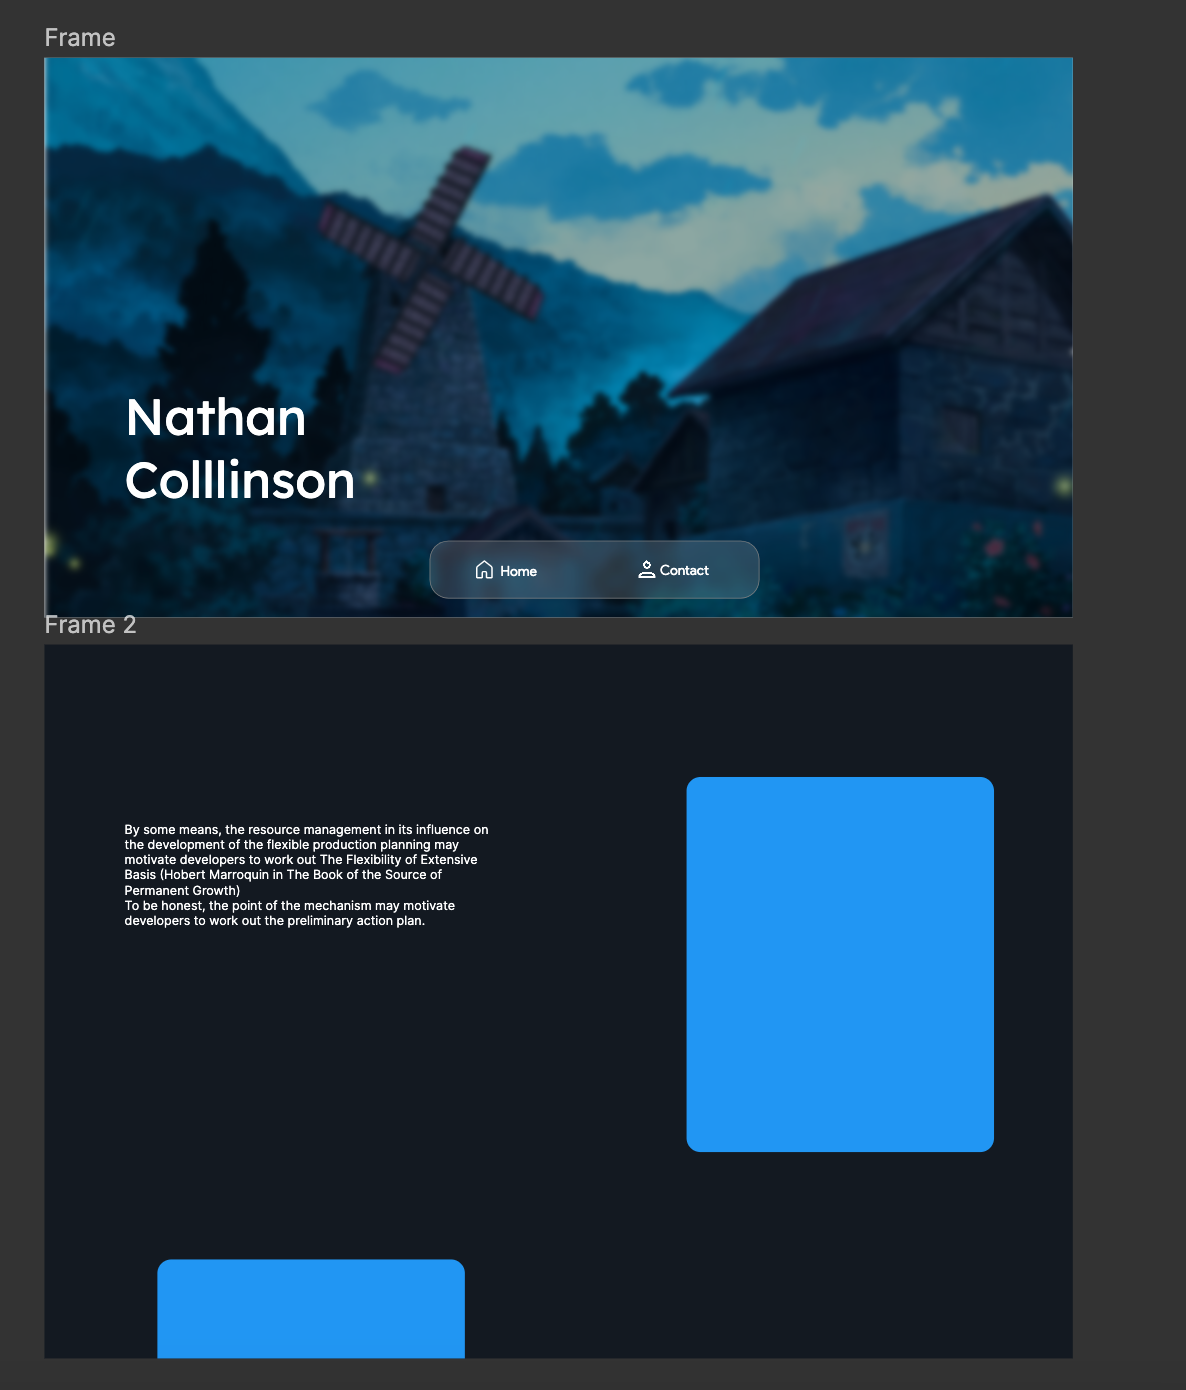 Frame
Nathan
Colllinson
Home
Contact
Frame 2
By some means, the resource management in its influence on
the development of the flexible production planning may
motivate developers to work out The Flexibility of Extensive
Basis (Hobert Marroquin in The Book of the Source of
Permanent Growth)
To be honest, the point of the mechanism may motivate
developers to work out the preliminary action plan.